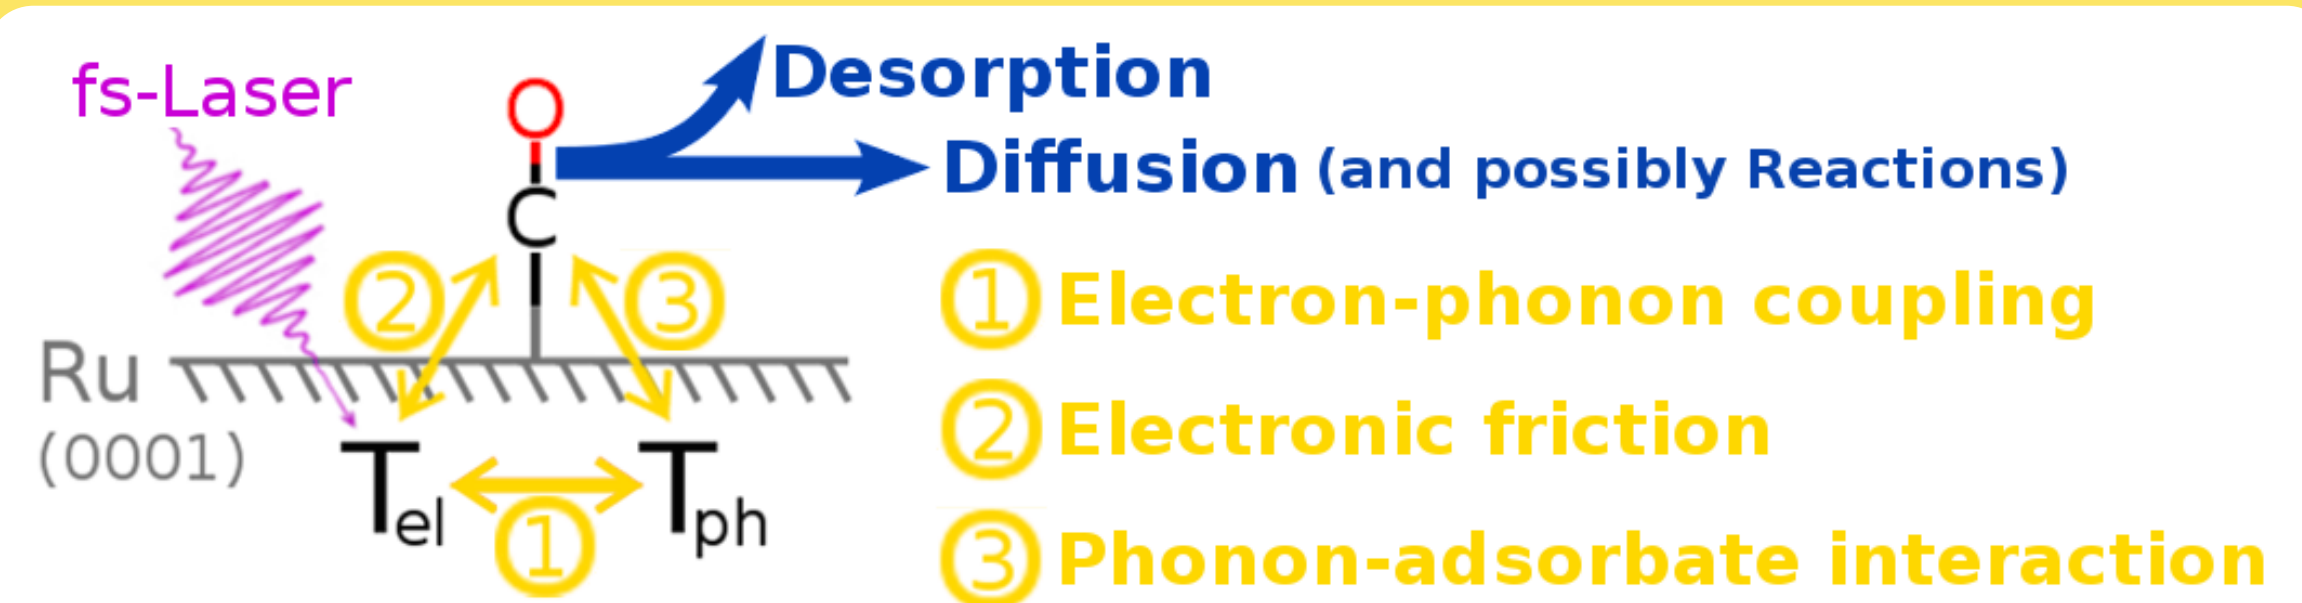 fs-Laser
O
C
Desorption
Diffusion (and possibly Reactions)
② ③
Ru
(0001)
Tel Tph
①
① Electron-phonon coupling
② Electronic friction
③ Phonon-adsorbate interaction